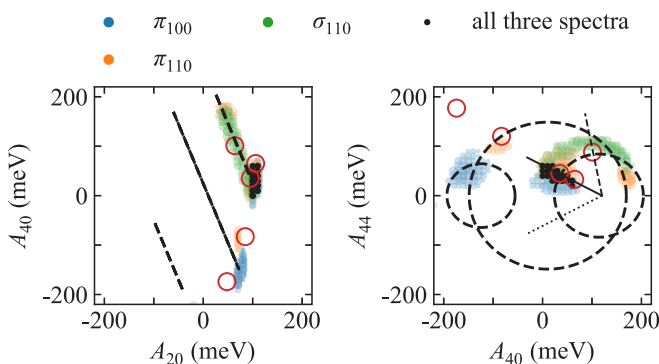 π₁₀₀ σ₁₁₀ all three spectra
π₁₁₀
200
0
-200
A₄₀ (meV)
-200 0 200
A₂₀ (meV)
200
0
-200
A₄₄ (meV)
-200 0 200
A₄₀ (meV)